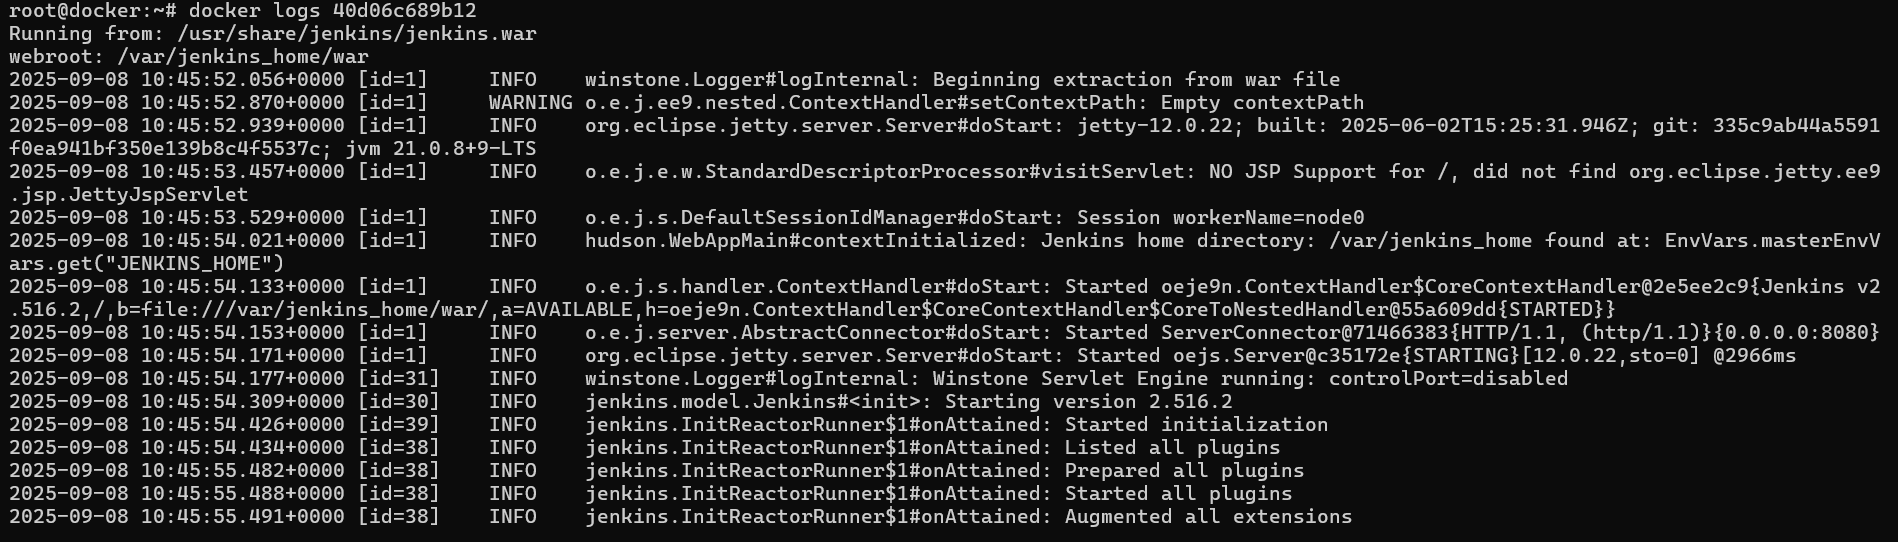 root@docker:~# docker logs 40d06c689b12
Running from: /usr/share/jenkins/jenkins.war
webroot: /var/jenkins_home/war
2025-09-08 10:45:52.056+0000 [id=1]     INFO    winstone.Logger#logInternal: Beginning extraction from war file
2025-09-08 10:45:52.870+0000 [id=1]     WARNING o.e.j.ee9.nested.ContextHandler#setContextPath: Empty contextPath
2025-09-08 10:45:52.939+0000 [id=1]     INFO    org.eclipse.jetty.server.Server#doStart: jetty-12.0.22; built: 2025-06-02T15:25:31.946Z; git: 335c9ab44a5591
f0ea941bf350e139b8c4f5537c; jvm 21.0.8+9-LTS
2025-09-08 10:45:53.457+0000 [id=1]     INFO    o.e.j.e.w.StandardDescriptorProcessor#visitServlet: NO JSP Support for /, did not find org.eclipse.jetty.ee9
.jsp.JettyJspServlet
2025-09-08 10:45:53.529+0000 [id=1]     INFO    o.e.j.s.DefaultSessionIdManager#doStart: Session workerName=node0
2025-09-08 10:45:54.021+0000 [id=1]     INFO    hudson.WebAppMain#contextInitialized: Jenkins home directory: /var/jenkins_home found at: EnvVars.masterEnvV
ars.get("JENKINS_HOME")
2025-09-08 10:45:54.133+0000 [id=1]     INFO    o.e.j.s.handler.ContextHandler#doStart: Started oeje9n.ContextHandler$CoreContextHandler@2e5ee2c9{Jenkins v2
.516.2,/,b=file:///var/jenkins_home/war/,a=AVAILABLE,h=oeje9n.ContextHandler$CoreContextHandler$CoreToNestedHandler@55a609dd{STARTED}}
2025-09-08 10:45:54.153+0000 [id=1]     INFO    o.e.j.server.AbstractConnector#doStart: Started ServerConnector@71466383{HTTP/1.1, (http/1.1)}{0.0.0.0:8080}
2025-09-08 10:45:54.171+0000 [id=1]     INFO    org.eclipse.jetty.server.Server#doStart: Started oejs.Server@c35172e{STARTING}[12.0.22,sto=0] @2966ms
2025-09-08 10:45:54.177+0000 [id=31]    INFO    winstone.Logger#logInternal: Winstone Servlet Engine running: controlPort=disabled
2025-09-08 10:45:54.309+0000 [id=30]    INFO    jenkins.model.Jenkins#<init>: Starting version 2.516.2
2025-09-08 10:45:54.426+0000 [id=39]    INFO    jenkins.InitReactorRunner$1#onAttained: Started initialization
2025-09-08 10:45:54.434+0000 [id=38]    INFO    jenkins.InitReactorRunner$1#onAttained: Listed all plugins
2025-09-08 10:45:55.482+0000 [id=38]    INFO    jenkins.InitReactorRunner$1#onAttained: Prepared all plugins
2025-09-08 10:45:55.488+0000 [id=38]    INFO    jenkins.InitReactorRunner$1#onAttained: Started all plugins
2025-09-08 10:45:55.491+0000 [id=38]    INFO    jenkins.InitReactorRunner$1#onAttained: Augmented all extensions